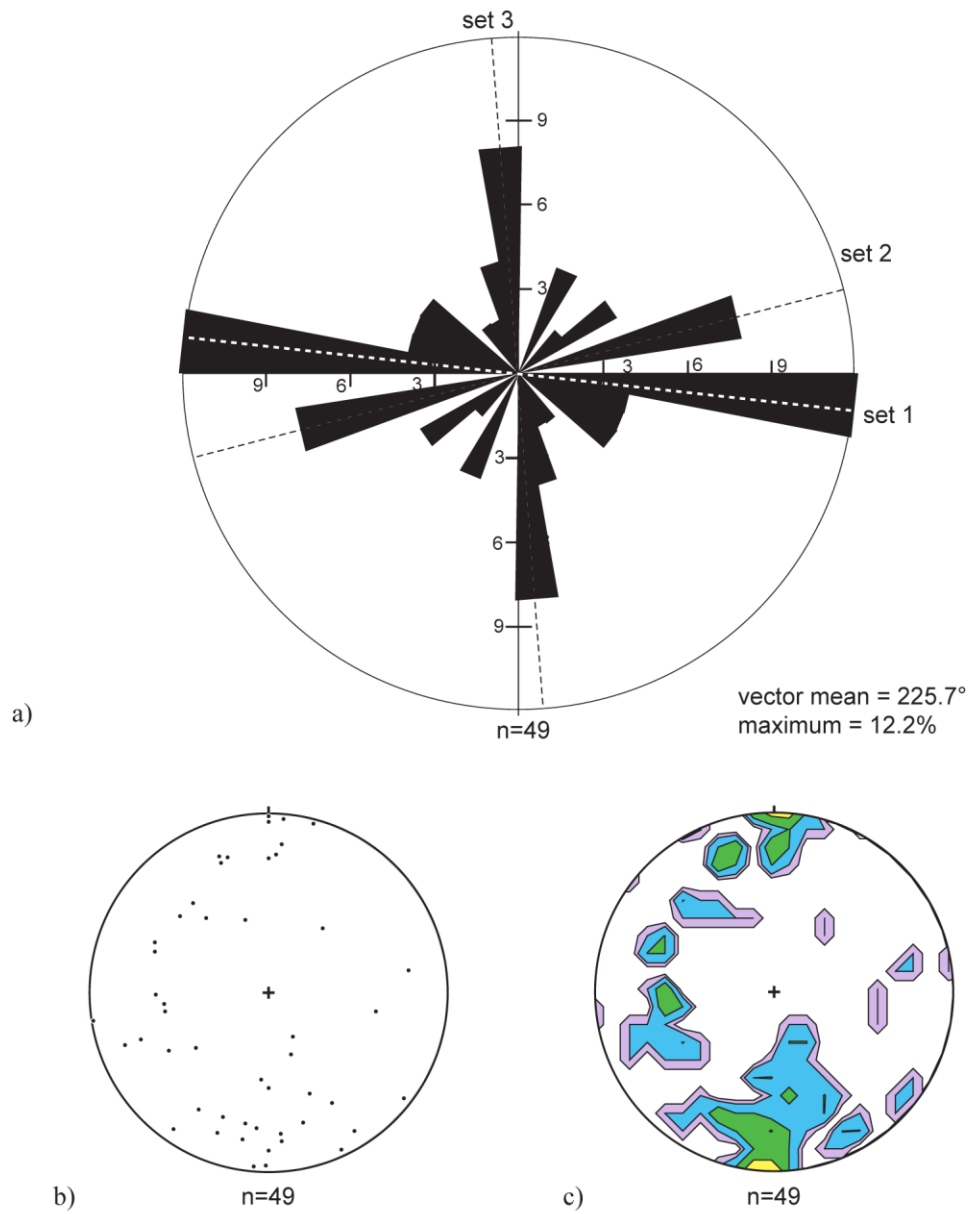 set 3
9
6
set 2
3
9 6 3 3 6 9
set 1
3
6
9
vector mean = 225.7°
a)
n=49
maximum = 12.2%
b) n=49
c) n=49